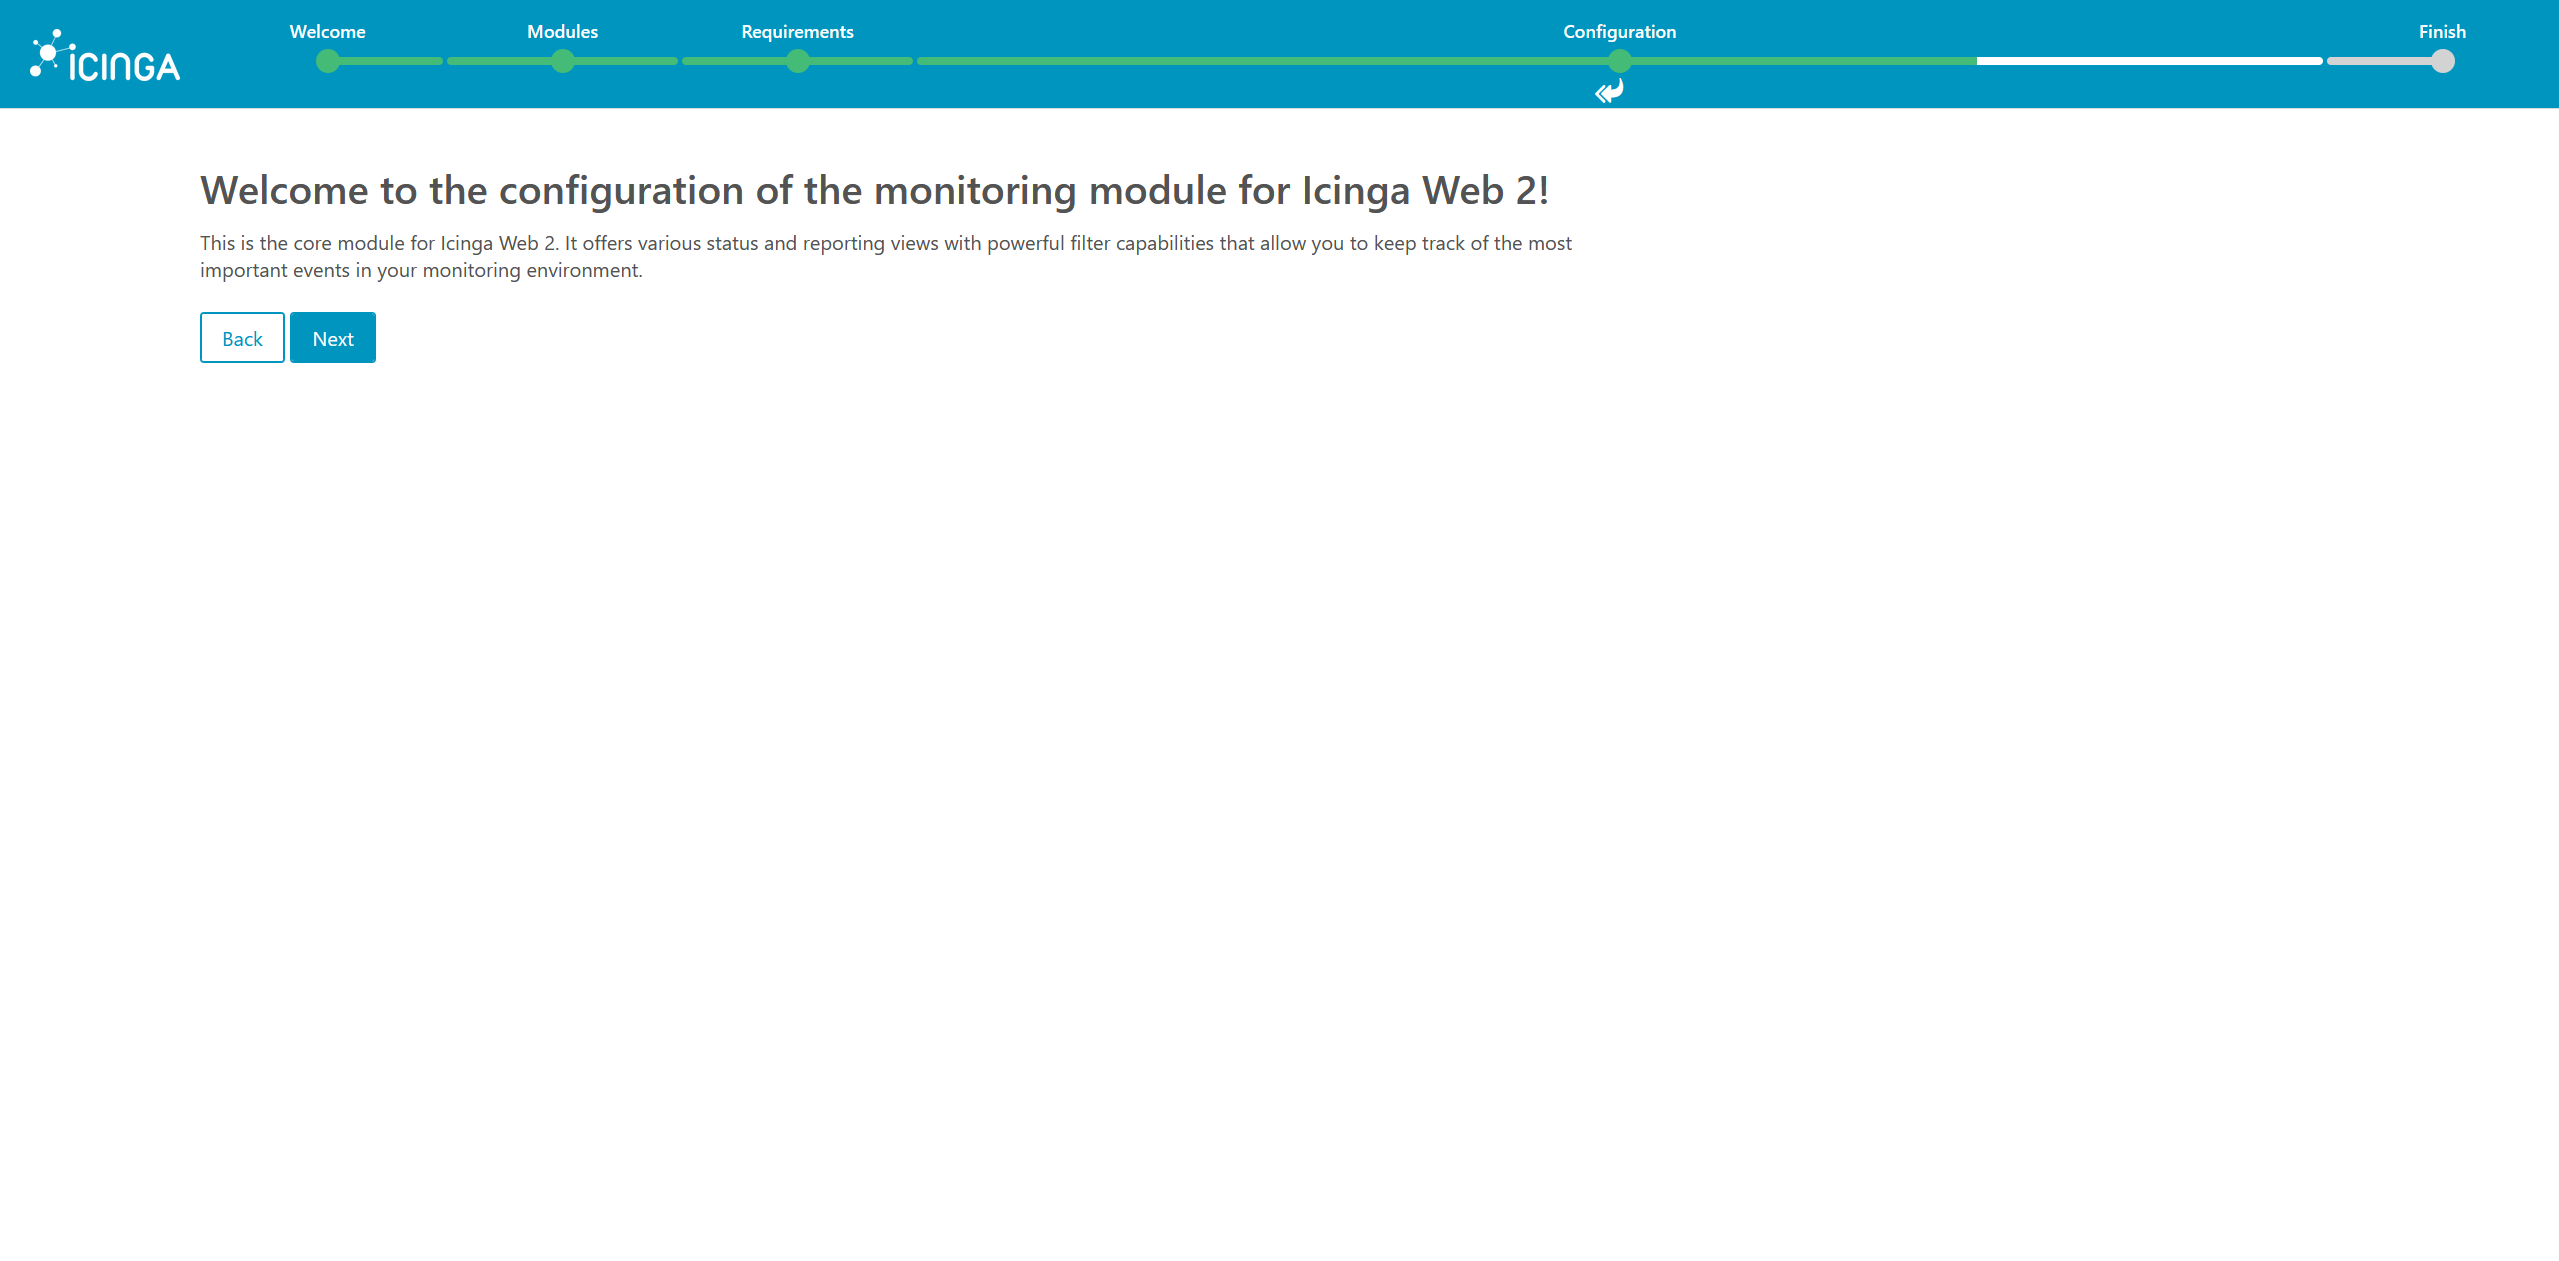 Welcome
Modules
Requirements
Configuration
Finish
ICINGA
Welcome to the configuration of the monitoring module for Icinga Web 2!
This is the core module for Icinga Web 2. It offers various status and reporting views with powerful filter capabilities that allow you to keep track of the most
important events in your monitoring environment.
Back
Next